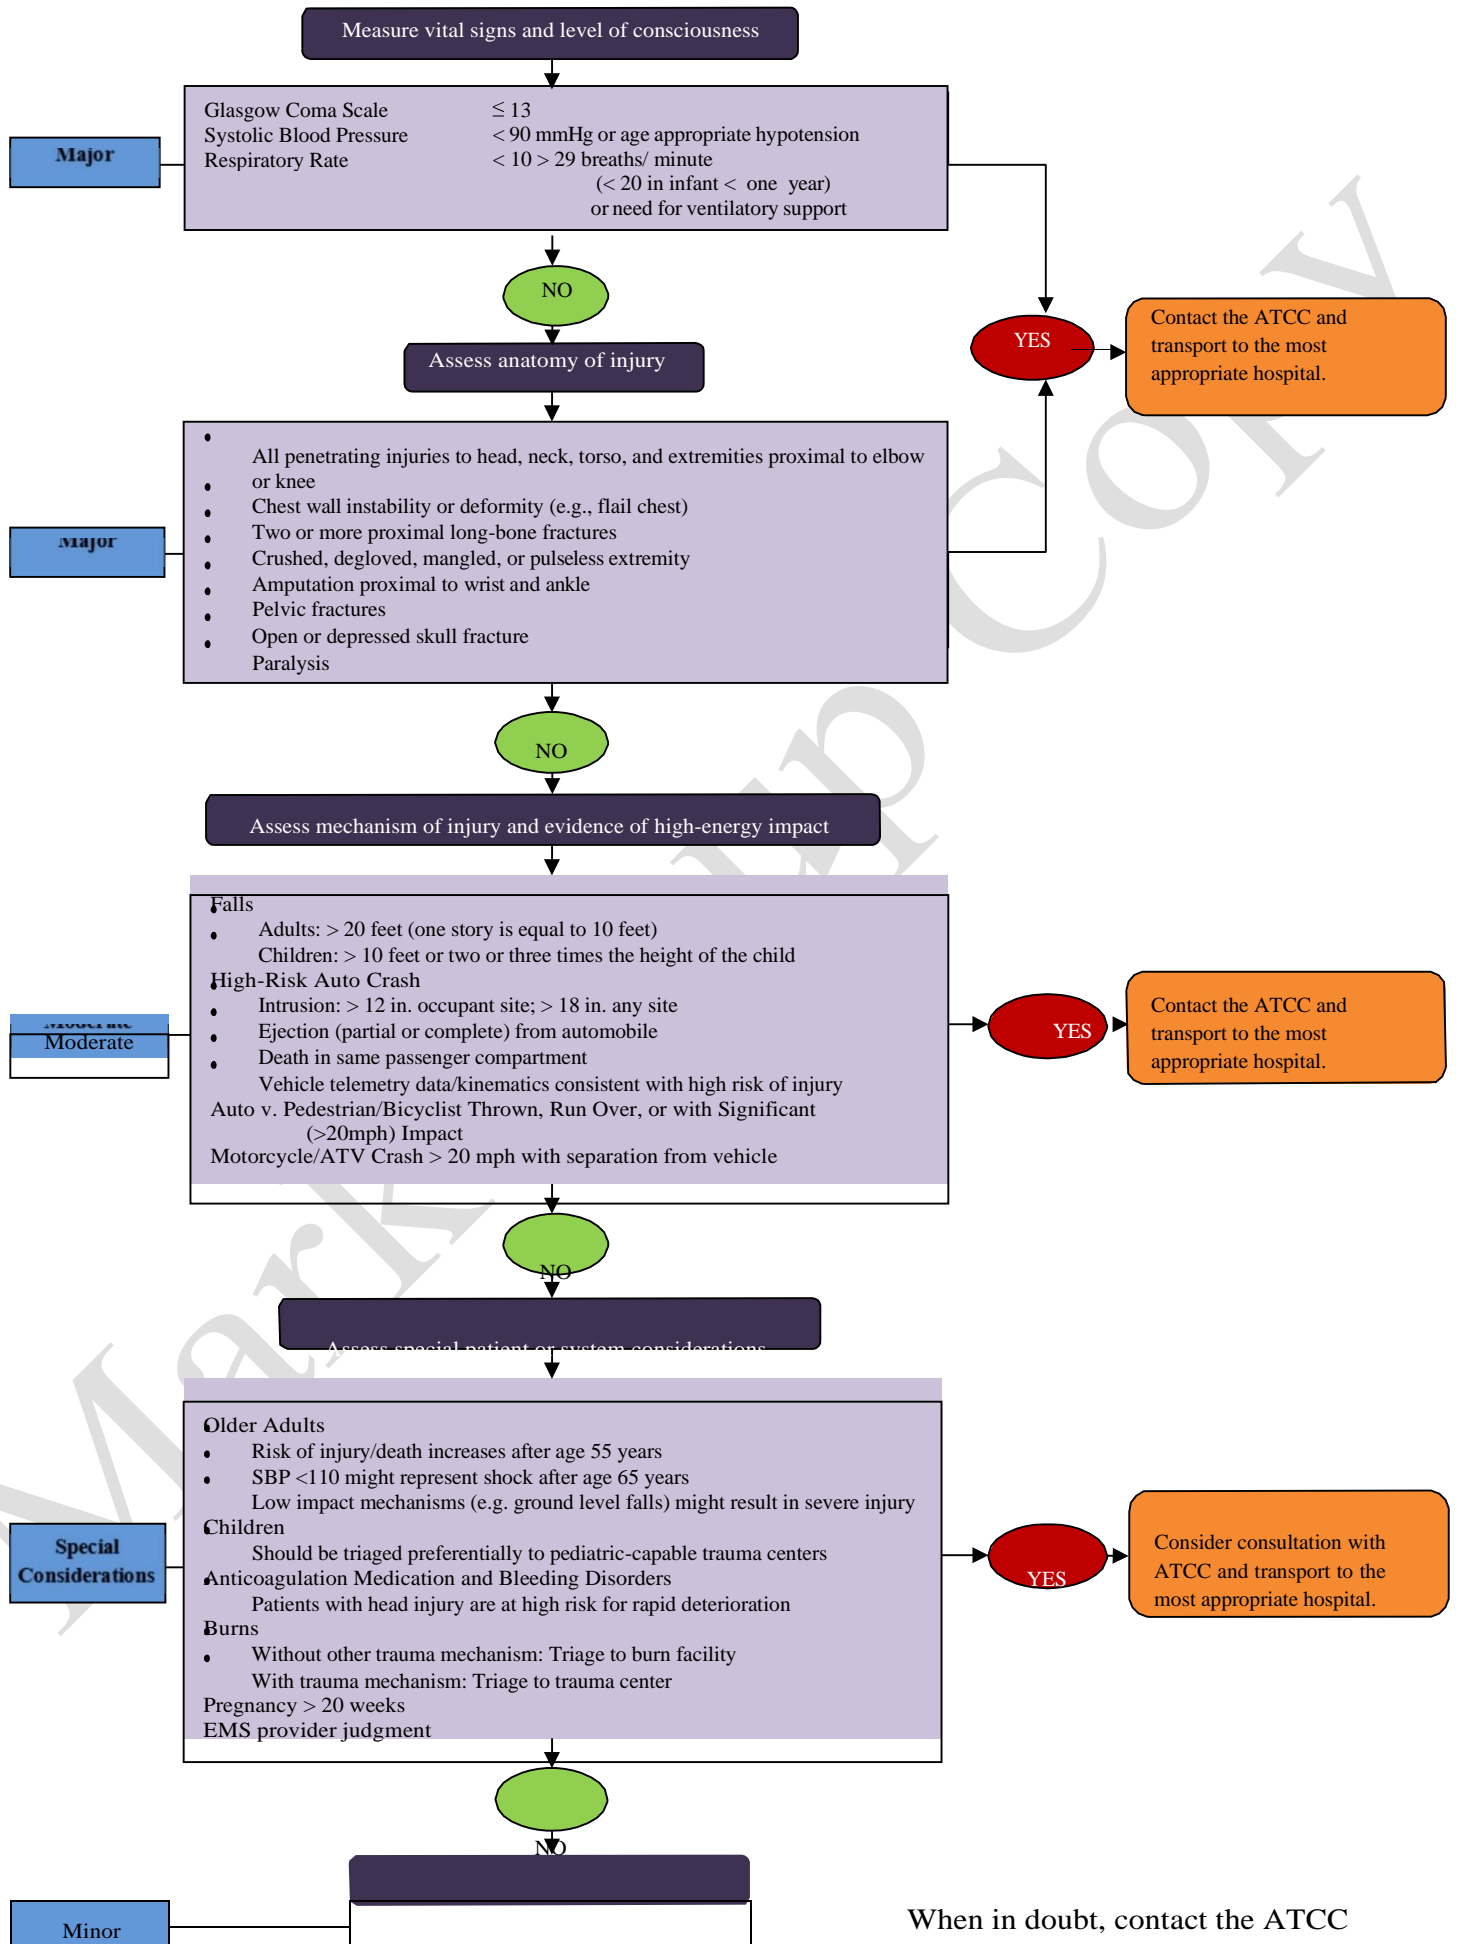 Measure vital signs and level of consciousness
Glasgow Coma Scale ≤ 13
Systolic Blood Pressure < 90 mmHg or age appropriate hypotension
Respiratory Rate < 10 > 29 breaths/ minute
(< 20 in infant < one year)
or need for ventilatory support
Major
NO
YES
Contact the ATCC and
transport to the most
appropriate hospital.
Assess anatomy of injury
•
All penetrating injuries to head, neck, torso, and extremities proximal to elbow
• or knee
• Chest wall instability or deformity (e.g., flail chest)
• Two or more proximal long-bone fractures
• Crushed, degloved, mangled, or pulseless extremity
• Amputation proximal to wrist and ankle
• Pelvic fractures
• Open or depressed skull fracture
Paralysis
Major
NO
Assess mechanism of injury and evidence of high-energy impact
Falls
• Adults: > 20 feet (one story is equal to 10 feet)
Children: > 10 feet or two or three times the height of the child
High-Risk Auto Crash
• Intrusion: > 12 in. occupant site; > 18 in. any site
• Ejection (partial or complete) from automobile
• Death in same passenger compartment
Vehicle telemetry data/kinematics consistent with high risk of injury
Auto v. Pedestrian/Bicyclist Thrown, Run Over, or with Significant
(>20mph) Impact
Motorcycle/ATV Crash > 20 mph with separation from vehicle
Moderate
Moderate
YES
Contact the ATCC and
transport to the most
appropriate hospital.
NO
Assess special patient or system considerations
Older Adults
• Risk of injury/death increases after age 55 years
• SBP <110 might represent shock after age 65 years
Low impact mechanisms (e.g. ground level falls) might result in severe injury
Children
Should be triaged preferentially to pediatric-capable trauma centers
Anticoagulation Medication and Bleeding Disorders
Patients with head injury are at high risk for rapid deterioration
Burns
• Without other trauma mechanism: Triage to burn facility
With trauma mechanism: Triage to trauma center
Pregnancy > 20 weeks
EMS provider judgment
Special
Considerations
YES
Consider consultation with
ATCC and transport to the
most appropriate hospital.
NO
Minor
When in doubt, contact the ATCC
Mark up Copy